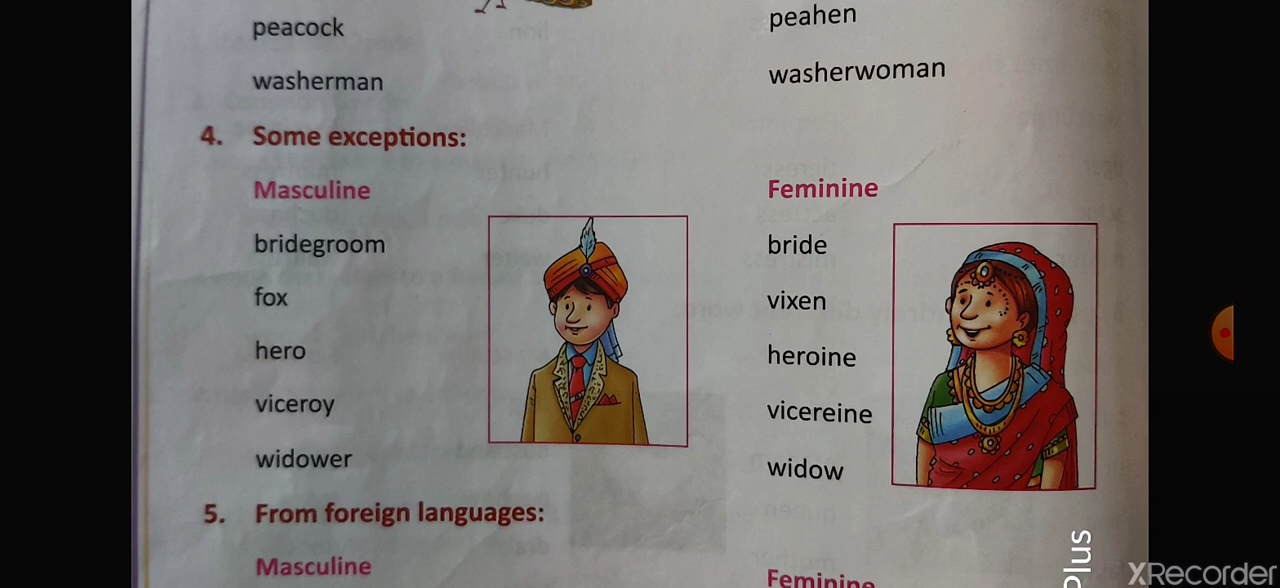 peacock peahen
washerman washerwoman
4. Some exceptions:
Masculine Feminine
bridegroom bride
fox vixen
hero heroine
viceroy vicereine
widower widow
5. From foreign languages:
Masculine Feminine
Plus
XRecorder